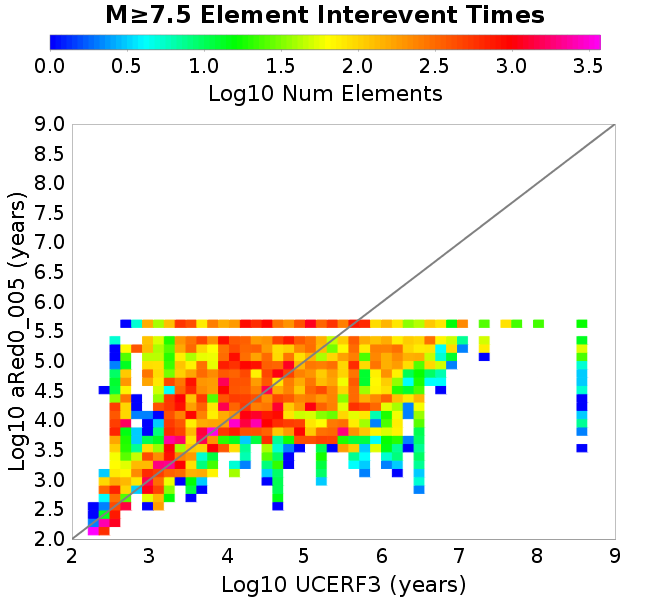 M≥7.5 Element Interevent Times
0.0 0.5 1.0 1.5 2.0 2.5 3.0 3.5
Log10 Num Elements
9.0
8.5
8.0
7.5
7.0
6.5
6.0
5.5
5.0
4.5
4.0
3.5
3.0
2.5
2.0
Log10 aRed0_005 (years)
2 3 4 5 6 7 8 9
Log10 UCERF3 (years)